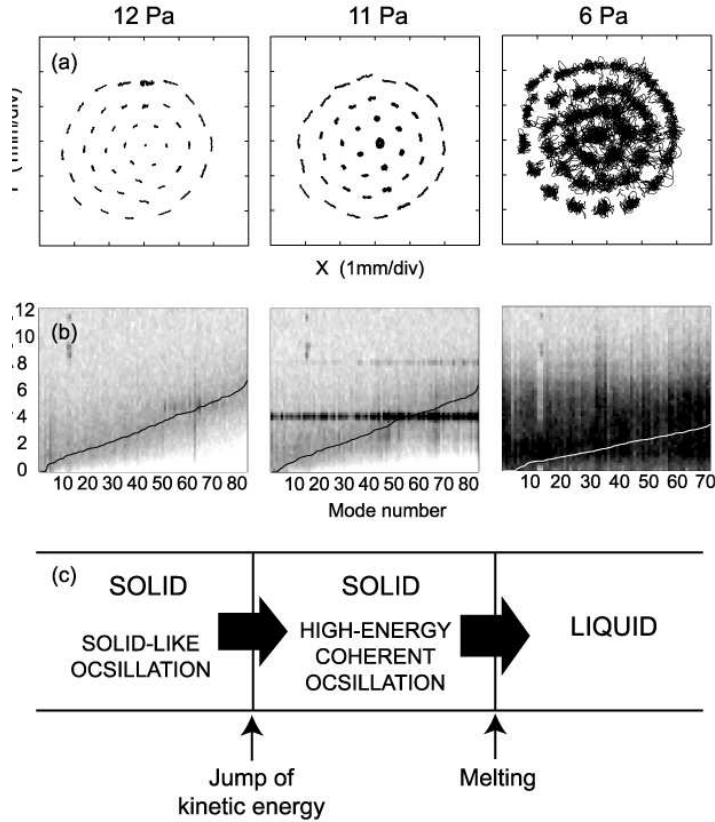 12 Pa 11 Pa 6 Pa
(a)
1mm/div)
X (1mm/div)
(b)
12
10
8
6
4
2
0
10 20 30 40 50 60 70 80 10 20 30 40 50 60 70 80 10 20 30 40 50 60 70
Mode number
(c)
SOLID SOLID
LIQUID
SOLID-LIKE
OCSILLATION
HIGH-ENERGY
COHERENT
OCSILLATION
Jump of
kinetic energy
Melting